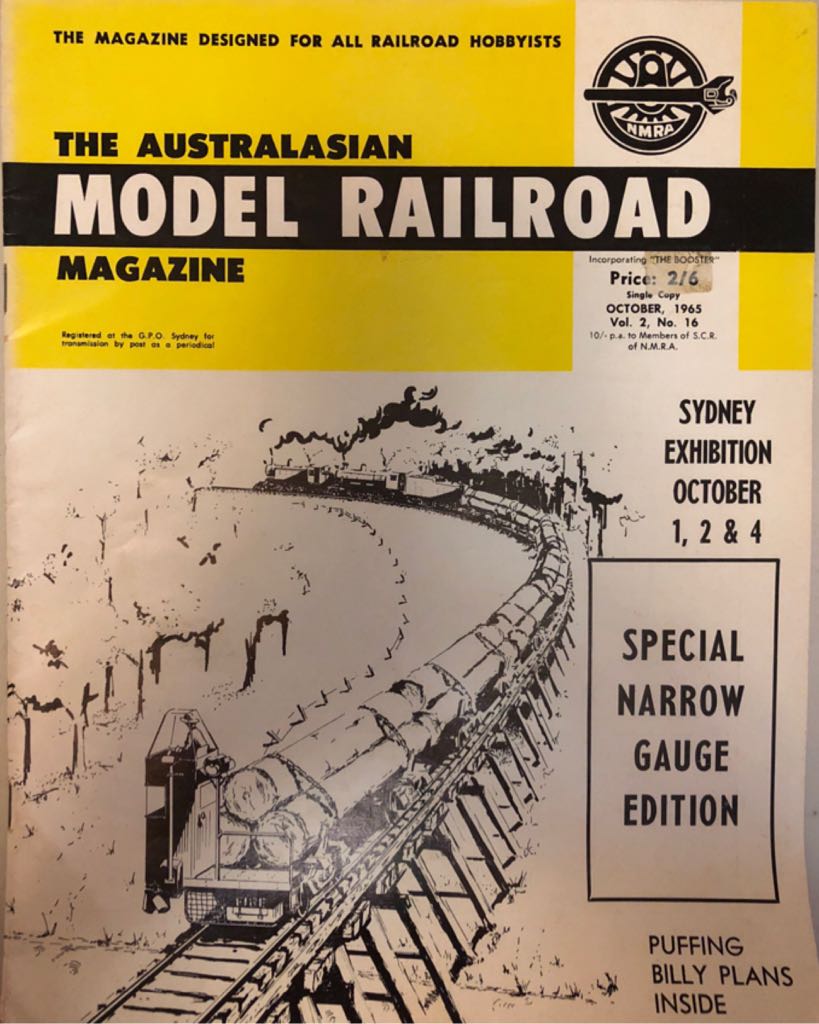 THE MAGAZINE DESIGNED FOR ALL RAILROAD HOBBYISTS
NMRA
THE AUSTRALASIAN
MODEL RAILROAD
MAGAZINE
Incorporating "THE BOOSTER"
Price: 2/6
Single Copy
OCTOBER, 1965
Vol. 2, No. 16
10/- p.a. to Members of S.C.R.
of N.M.R.A.
Registered at the G.P.O. Sydney for
transmission by post as a periodical
SYDNEY
EXHIBITION
OCTOBER
1, 2 & 4
SPECIAL
NARROW
GAUGE
EDITION
PUFFING
BILLY PLANS
INSIDE